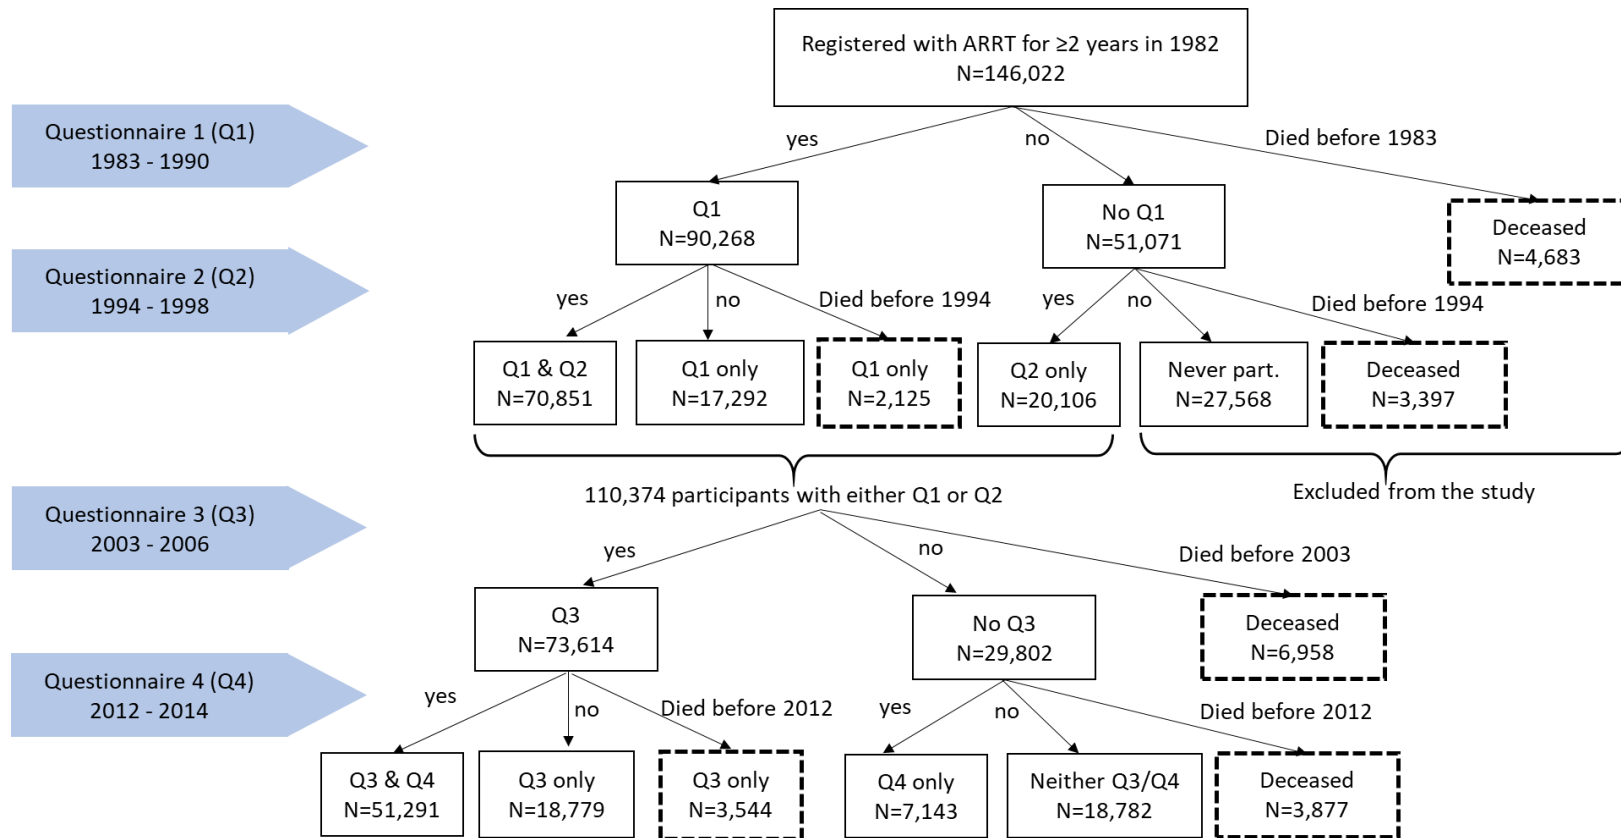 Registered with ARRT for ≥2 years in 1982
N=146,022
Questionnaire 1 (Q1)
1983 - 1990
yes
no
Died before 1983
Q1
N=90,268
No Q1
N=51,071
Deceased
N=4,683
Questionnaire 2 (Q2)
1994 - 1998
yes
no
Died before 1994
yes
no
Died before 1994
Q1 & Q2
N=70,851
Q1 only
N=17,292
Q1 only
N=2,125
Q2 only
N=20,106
Never part.
N=27,568
Deceased
N=3,397
110,374 participants with either Q1 or Q2
Excluded from the study
Questionnaire 3 (Q3)
2003 - 2006
yes
no
Died before 2003
Q3
N=73,614
No Q3
N=29,802
Deceased
N=6,958
Questionnaire 4 (Q4)
2012 - 2014
yes
no
Died before 2012
yes
no
Died before 2012
Q3 & Q4
N=51,291
Q3 only
N=18,779
Q3 only
N=3,544
Q4 only
N=7,143
Neither Q3/Q4
N=18,782
Deceased
N=3,877